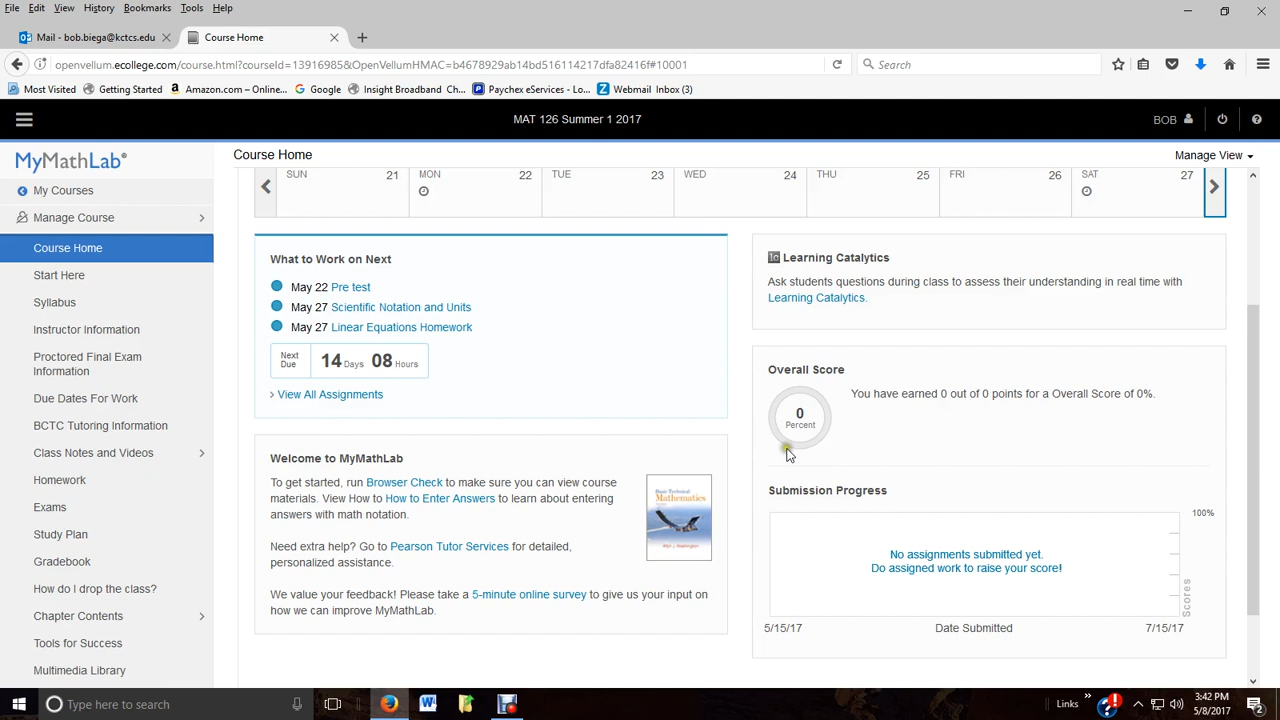 File Edit View History Bookmarks Tools Help
Mail - bob.biega@kctcs.edu
Course Home
openvellum.ecollege.com/course.html?courseId=13916985&OpenVellumHMAC=b4678929ab14bd516114217dfa82416f#10001
Search
Most Visited Getting Started Amazon.com – Online... Google Insight Broadband Ch... Paychex eServices - Lo... Webmail Inbox (3)
MAT 126 Summer 1 2017
BOB
MyMathLab®
Course Home
Manage View
My Courses
Manage Course
Course Home
Start Here
Syllabus
Instructor Information
Proctored Final Exam
Information
Due Dates For Work
BCTC Tutoring Information
Class Notes and Videos
Homework
Exams
Study Plan
Gradebook
How do I drop the class?
Chapter Contents
Tools for Success
Multimedia Library
SUN 21 MON 22 TUE 23 WED 24 THU 25 FRI 26 SAT 27
What to Work on Next
May 22 Pre test
May 27 Scientific Notation and Units
May 27 Linear Equations Homework
Next Due 14 Days 08 Hours
View All Assignments
Welcome to MyMathLab
To get started, run Browser Check to make sure you can view course
materials. View How to How to Enter Answers to learn about entering
answers with math notation.
Need extra help? Go to Pearson Tutor Services for detailed,
personalized assistance.
We value your feedback! Please take a 5-minute online survey to give us your input on
how we can improve MyMathLab.
Basic Technical
Mathematics
Learning Catalytics
Ask students questions during class to assess their understanding in real time with
Learning Catalytics.
Overall Score
0
Percent
You have earned 0 out of 0 points for a Overall Score of 0%.
Submission Progress
100%
No assignments submitted yet.
Do assigned work to raise your score!
Scores
5/15/17 Date Submitted 7/15/17
Type here to search
Links
3:42 PM
5/8/2017
2